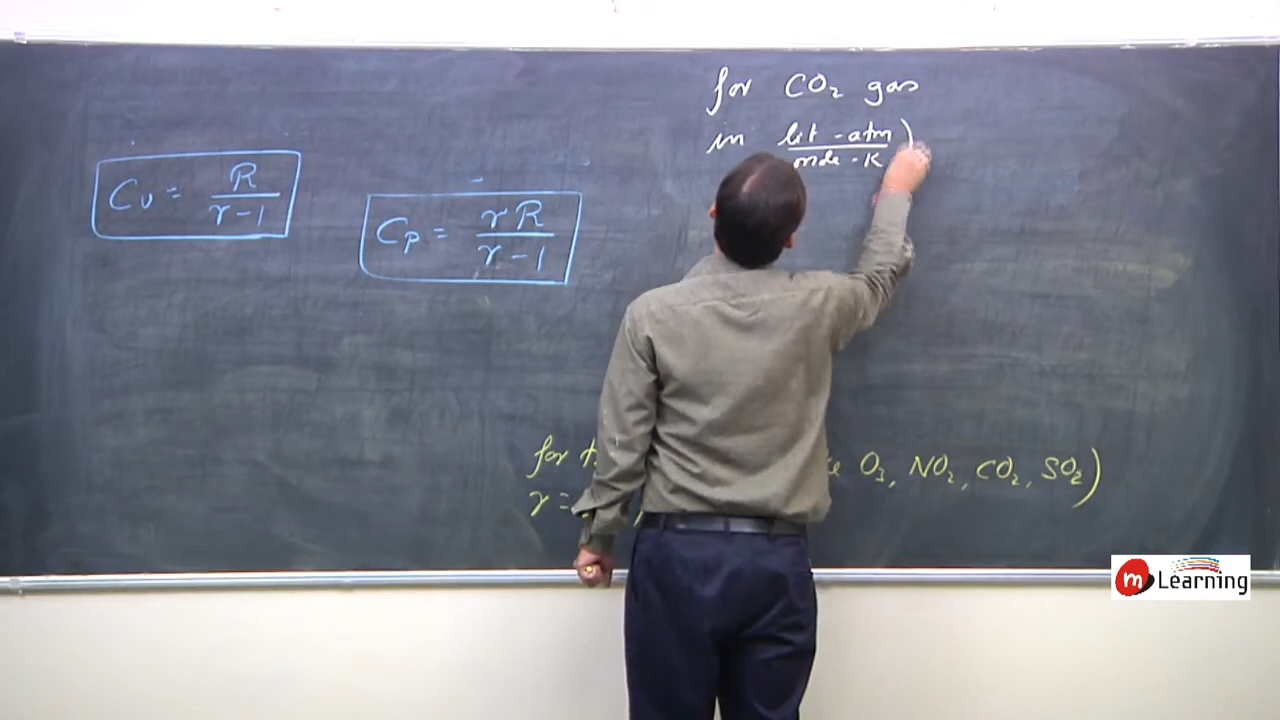 Cv = R / γ-1
Cp = γR / γ-1
for CO₂ gas
in lit-atm / mole-K )
for
O₃, NO₂, CO₂, SO₂)
γ =
m Learning